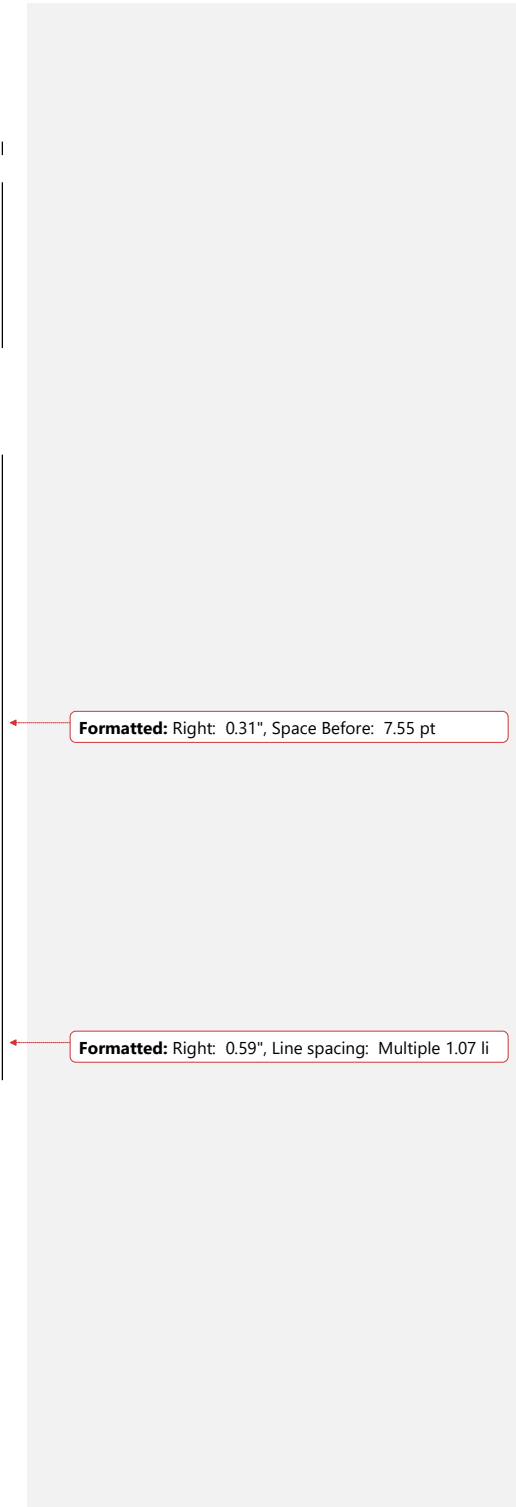 Formatted: Right:  0.31", Space Before:  7.55 pt
Formatted: Right:  0.59", Line spacing:  Multiple 1.07 li